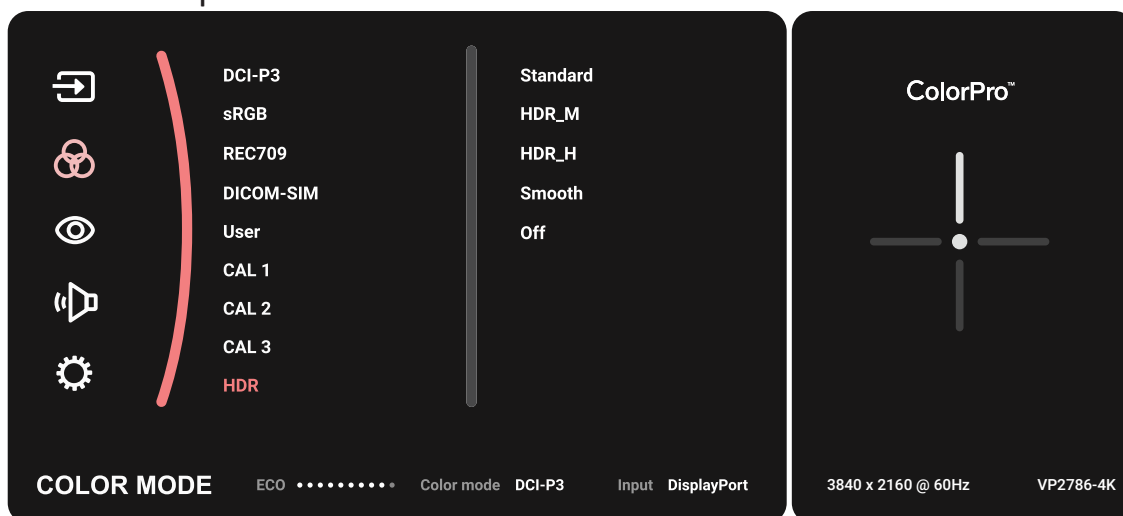 DCI-P3
sRGB
REC709
DICOM-SIM
User
CAL 1
CAL 2
CAL 3
HDR
Standard
HDR_M
HDR_H
Smooth
Off
COLOR MODE
ECO
Color mode DCI-P3
Input DisplayPort
ColorPro™
3840 x 2160 @ 60Hz
VP2786-4K